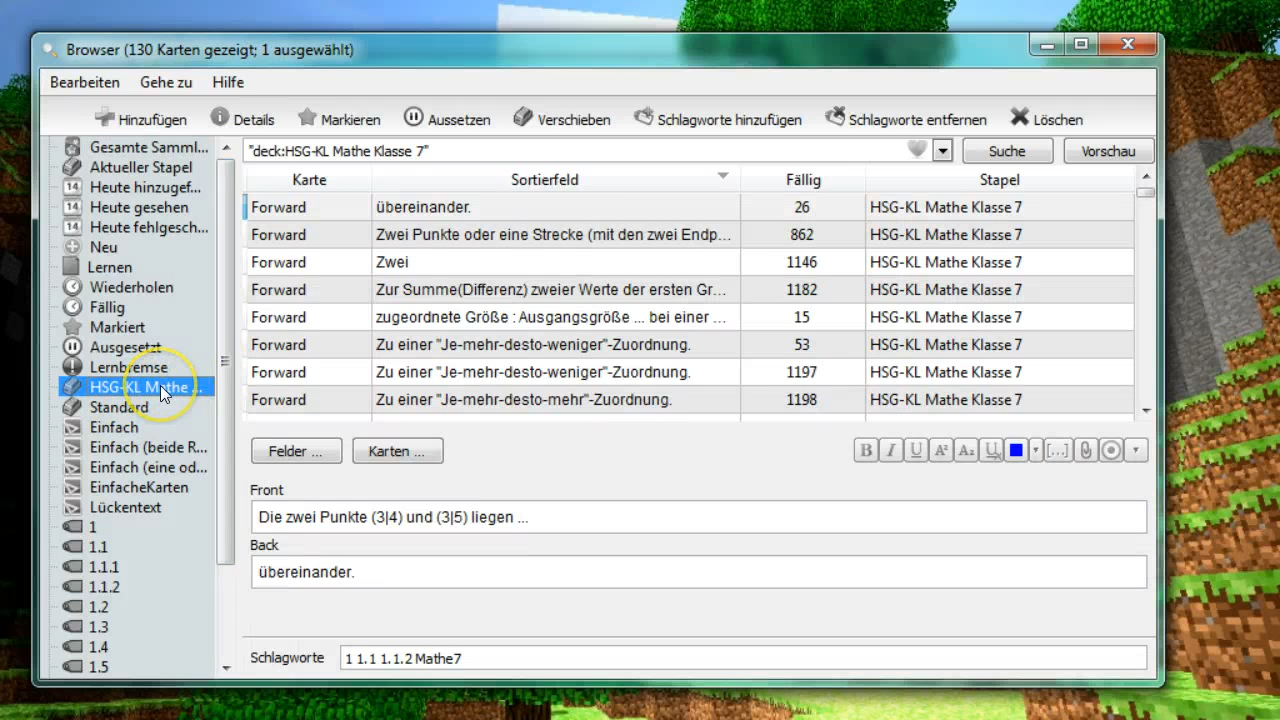 Browser (130 Karten gezeigt; 1 ausgewählt)
Bearbeiten Gehe zu Hilfe
Hinzufügen Details Markieren Aussetzen Verschieben Schlagworte hinzufügen Schlagworte entfernen Löschen
Gesamte Samml...
Aktueller Stapel
14 Heute hinzugef...
14 Heute gesehen
14 Heute fehlgesch...
Neu
Lernen
Wiederholen
Fällig
Markiert
Ausgesetzt
Lernbremse
HSG-KL Mathe ...
Standard
Einfach
Einfach (beide R...
Einfach (eine od...
EinfacheKarten
Lückentext
1
1.1
1.1.1
1.1.2
1.2
1.3
1.4
1.5
"deck:HSG-KL Mathe Klasse 7" Suche Vorschau
Karte Sortierfeld Fällig Stapel
Forward übereinander. 26 HSG-KL Mathe Klasse 7
Forward Zwei Punkte oder eine Strecke (mit den zwei Endp... 862 HSG-KL Mathe Klasse 7
Forward Zwei 1146 HSG-KL Mathe Klasse 7
Forward Zur Summe(Differenz) zweier Werte der ersten Gr... 1182 HSG-KL Mathe Klasse 7
Forward zugeordnete Größe : Ausgangsgröße ... bei einer ... 15 HSG-KL Mathe Klasse 7
Forward Zu einer "Je-mehr-desto-weniger"-Zuordnung. 53 HSG-KL Mathe Klasse 7
Forward Zu einer "Je-mehr-desto-weniger"-Zuordnung. 1197 HSG-KL Mathe Klasse 7
Forward Zu einer "Je-mehr-desto-mehr"-Zuordnung. 1198 HSG-KL Mathe Klasse 7
Felder ... Karten ... B I U A² A₂ U [...]
Front
Die zwei Punkte (3|4) und (3|5) liegen ...
Back
übereinander.
Schlagworte 1 1.1 1.1.2 Mathe7